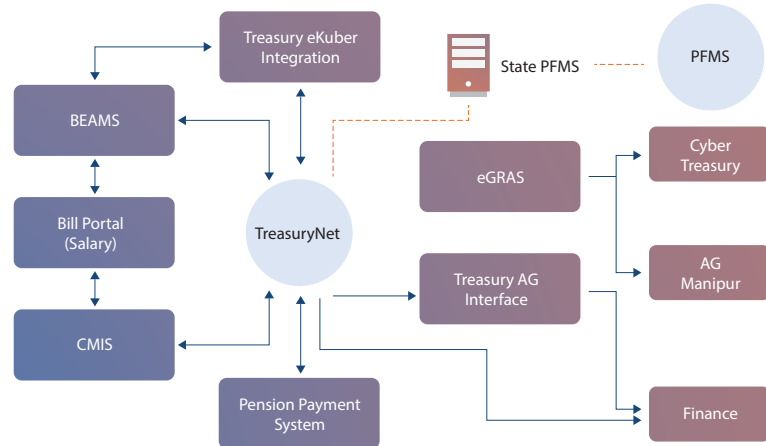 Treasury eKuber
Integration
State PFMS
PFMS
BEAMS
eGRAS
Cyber
Treasury
Bill Portal
(Salary)
TreasuryNet
Treasury AG
Interface
AG
Manipur
CMIS
Pension Payment
System
Finance